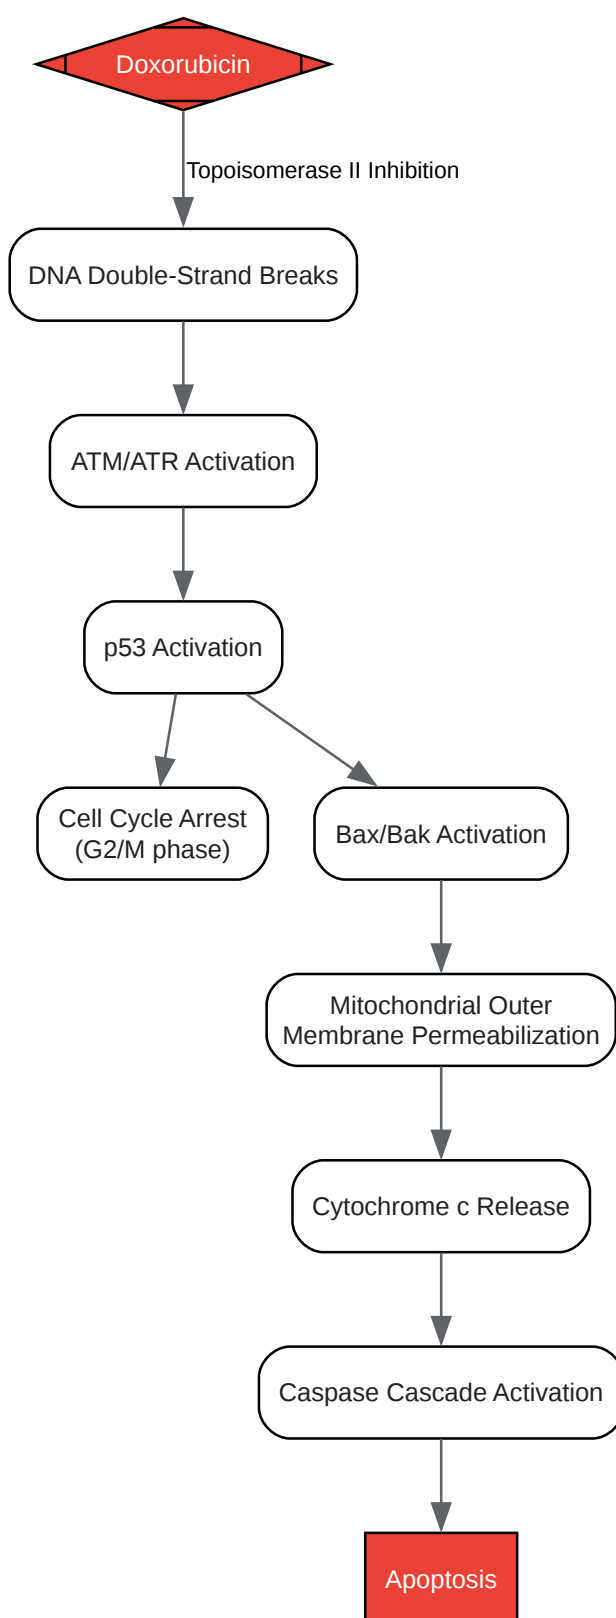 Doxorubicin
Topoisomerase II Inhibition
DNA Double-Strand Breaks
ATM/ATR Activation
p53 Activation
Cell Cycle Arrest
(G2/M phase)
Bax/Bak Activation
Mitochondrial Outer
Membrane Permeabilization
Cytochrome c Release
Caspase Cascade Activation
Apoptosis